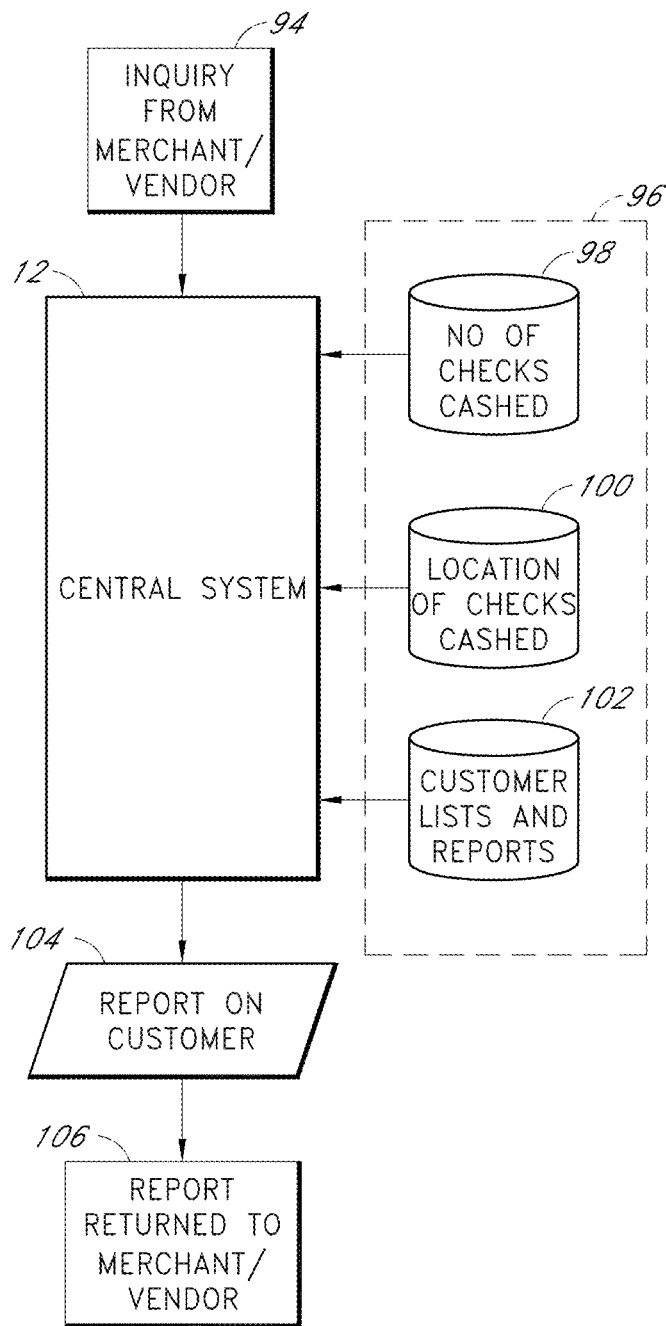 94
INQUIRY
FROM
MERCHANT/
VENDOR
96
12
98
NO OF
CHECKS
CASHED
100
CENTRAL SYSTEM
LOCATION
OF CHECKS
CASHED
102
CUSTOMER
LISTS AND
REPORTS
104
REPORT ON
CUSTOMER
106
REPORT
RETURNED TO
MERCHANT/
VENDOR